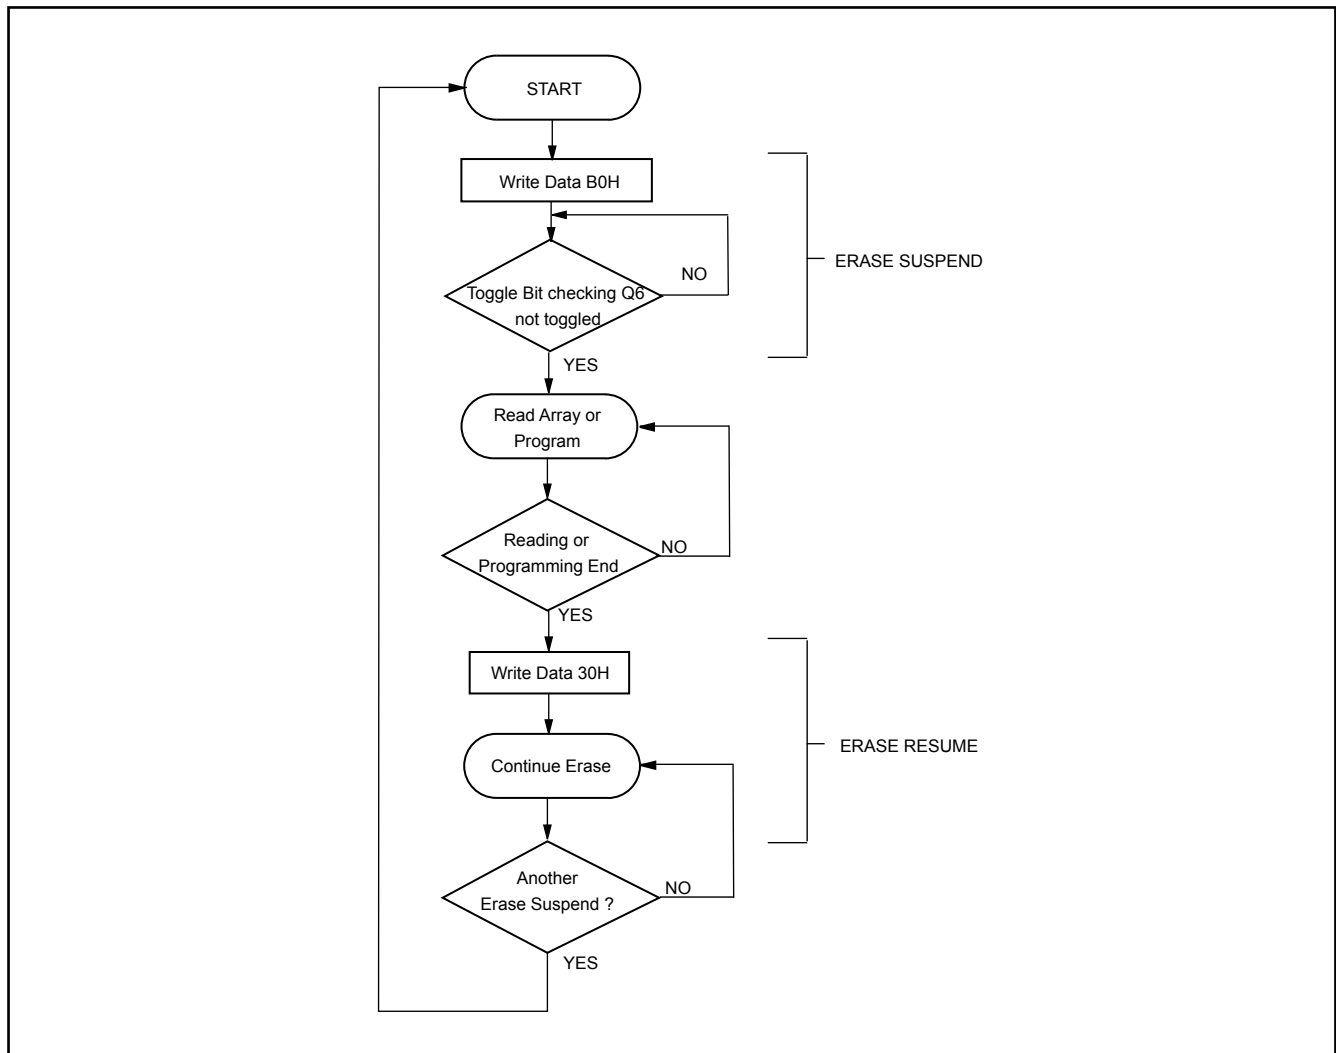 START
Write Data B0H
ERASE SUSPEND
NO
Toggle Bit checking Q6
not toggled
YES
Read Array or
Program
Reading or
NO
Programming End
YES
Write Data 30H
ERASE RESUME
Continue Erase
Another
NO
Erase Suspend ?
YES